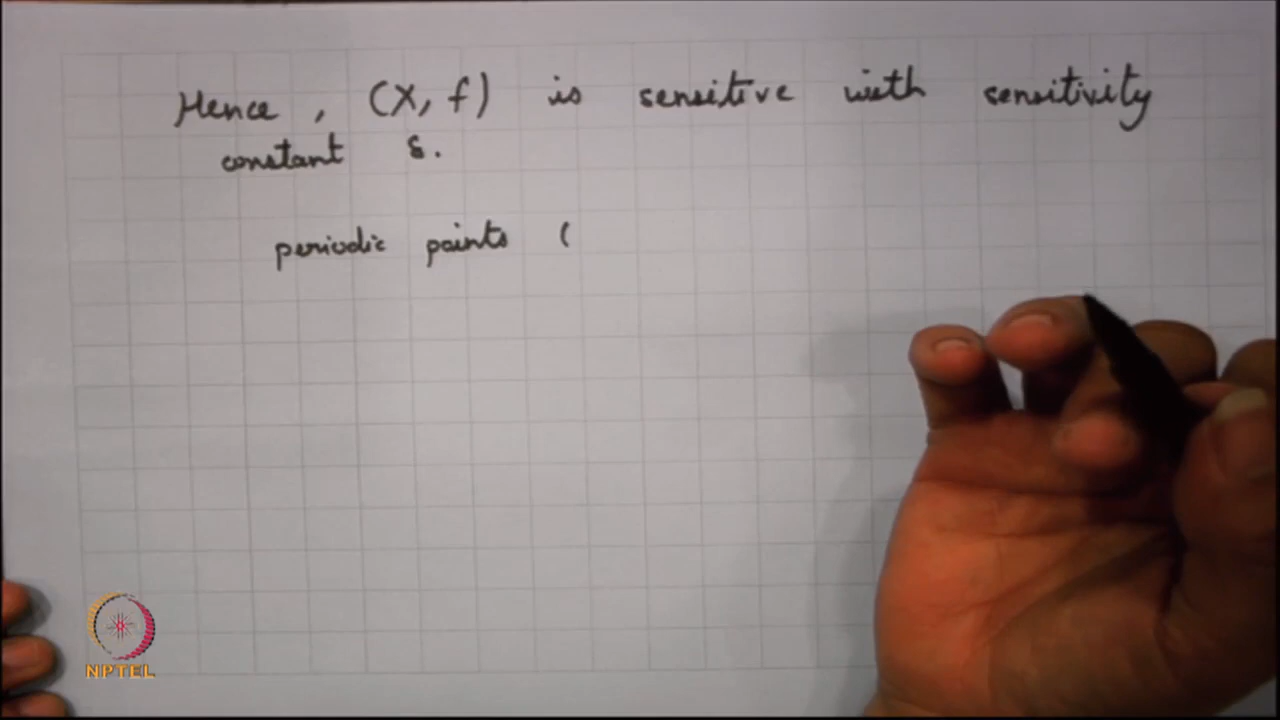 Hence, (X, f) is sensitive with sensitivity
constant δ.
periodic points (
NPTEL